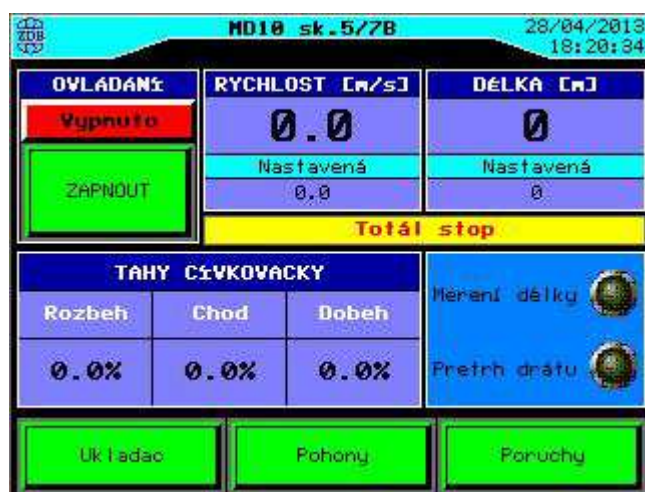 ŽDB
MD10 sk.5/7B
28/04/2013
18:20:34
OVLÁDÁNÍ
RYCHLOST [m/s]
DÉLKA [m]
Vypnuto
0.0
0
ZAPNOUT
Nastavená
Nastavená
0.0
0
Totál stop
TAHY CÍVKOVACKY
Rozbeh
Chod
Dobeh
0.0%
0.0%
0.0%
Merení délky
Pretrh drátu
Ukladac
Pohony
Poruchy